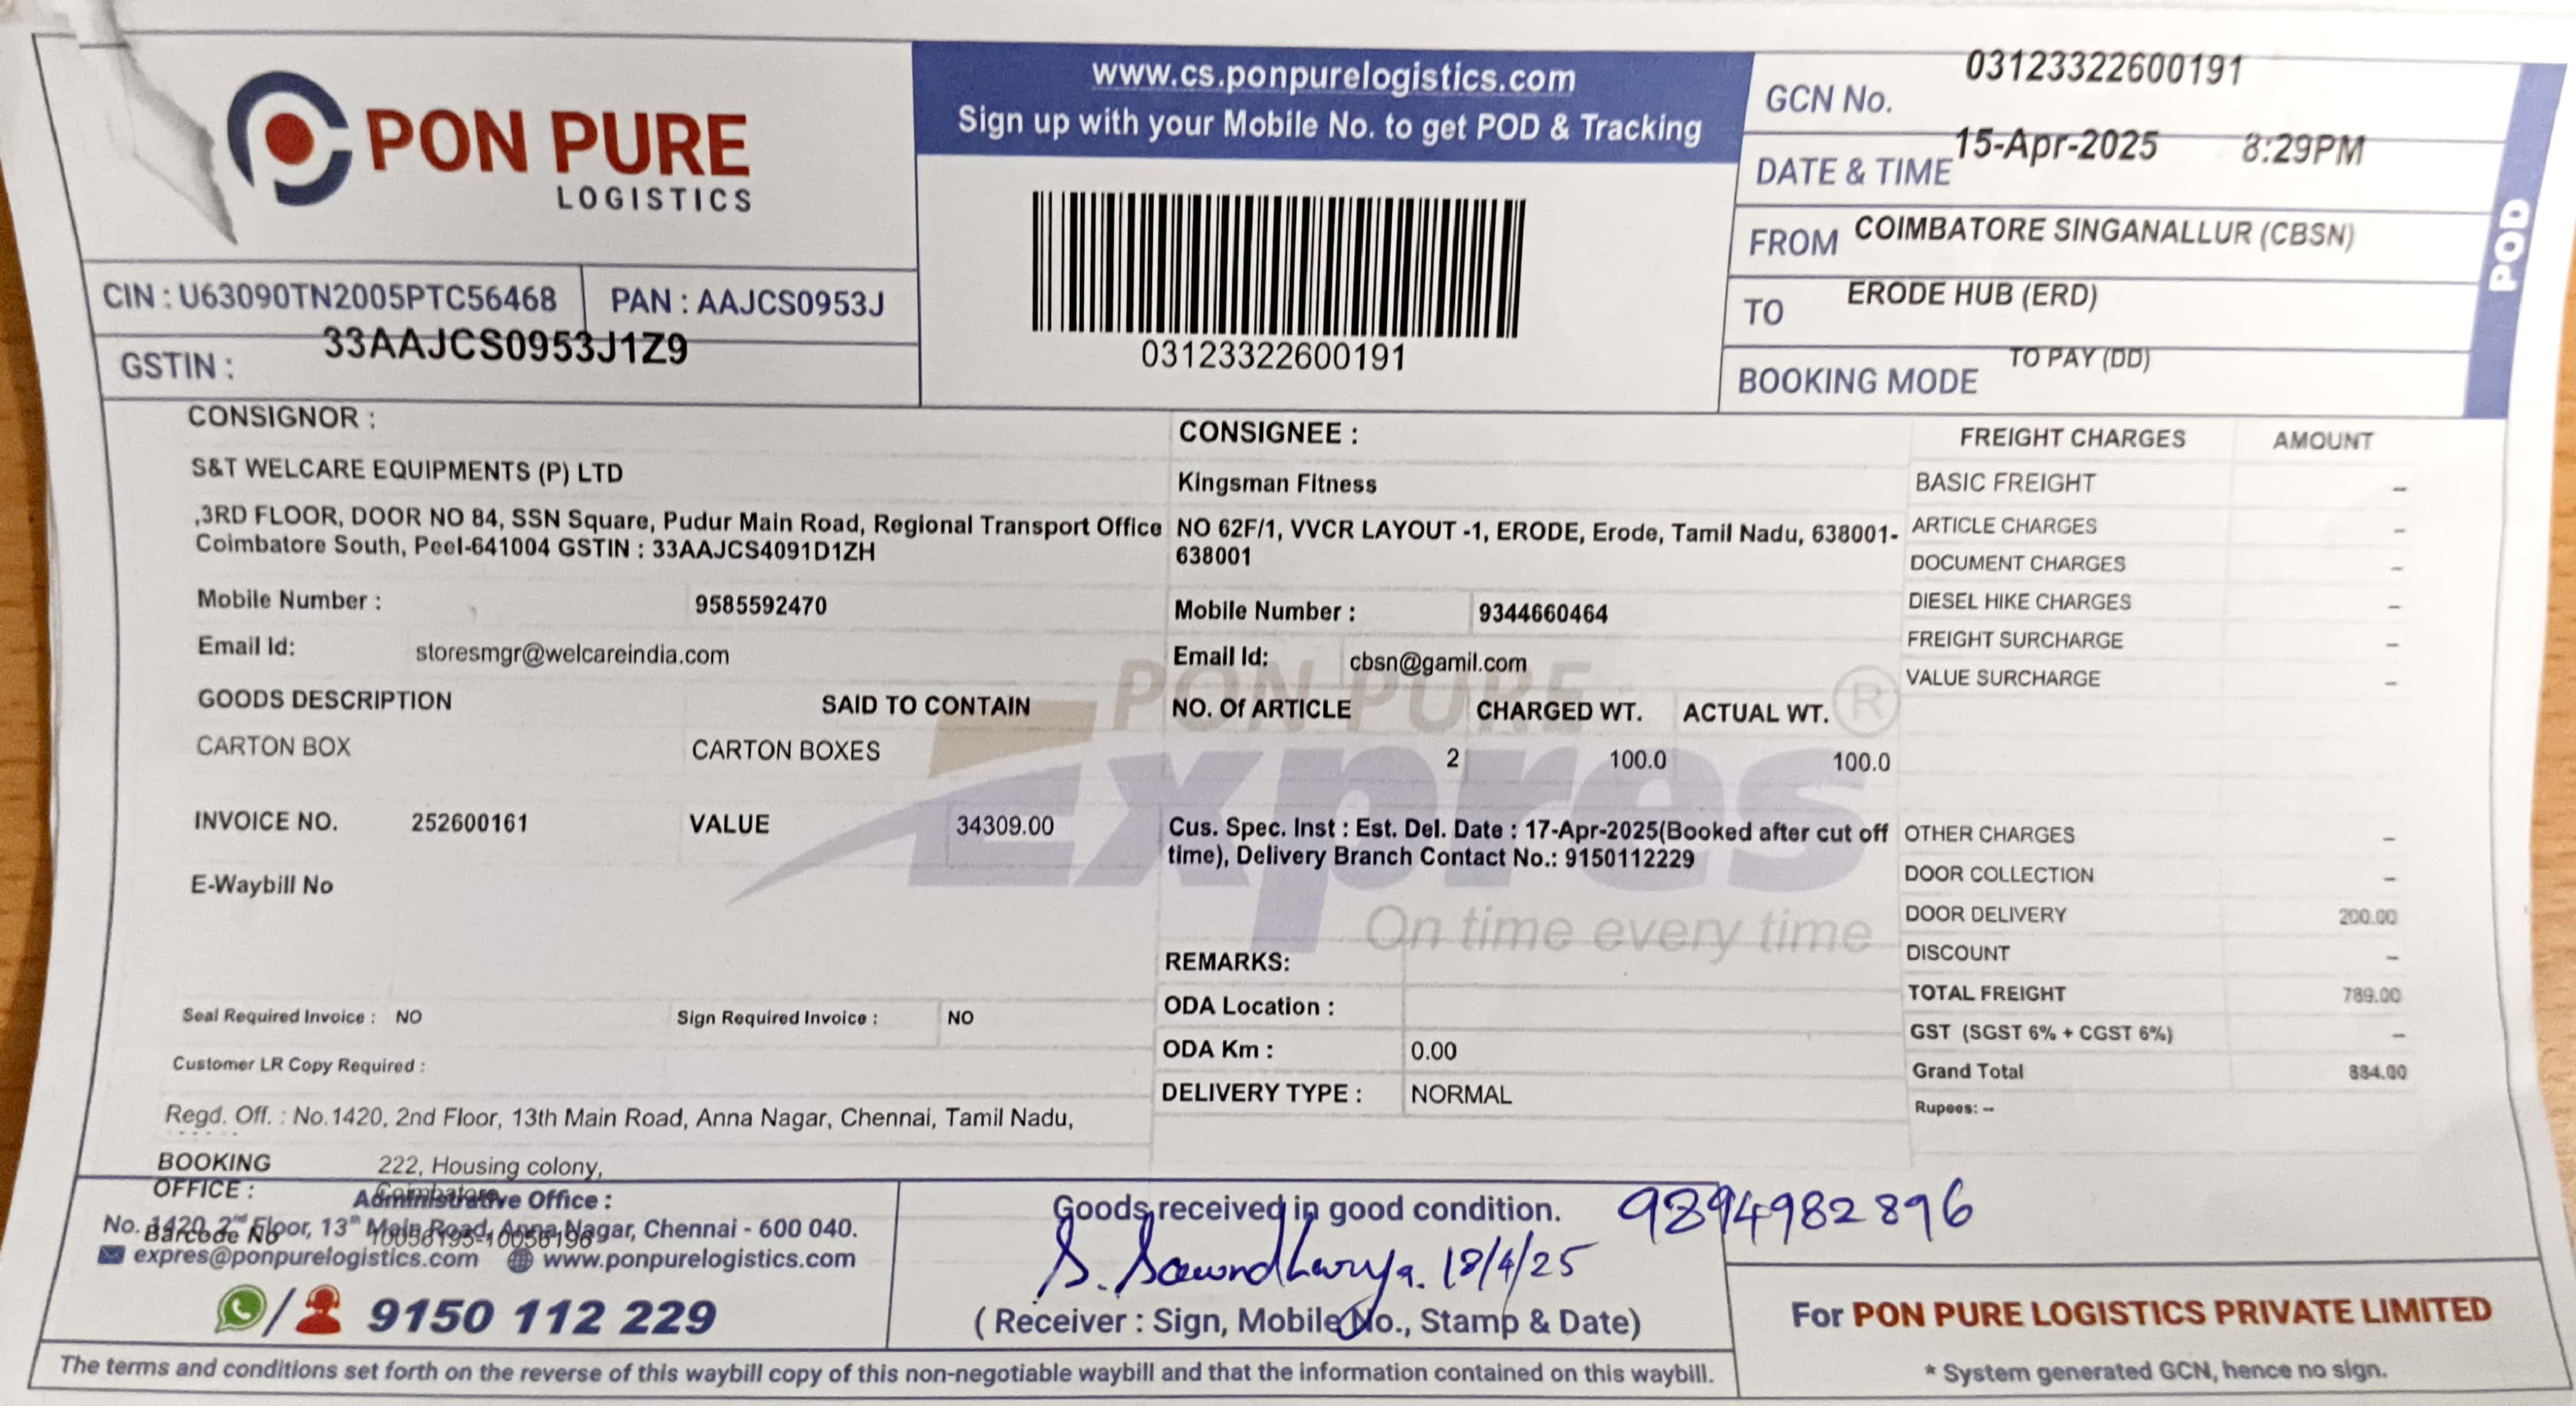 PON PURE
LOGISTICS
www.cs.ponpurelogistics.com
Sign up with your Mobile No. to get POD & Tracking
03123322600191
GCN No. 03123322600191
DATE & TIME 15-Apr-2025 8:29PM
FROM COIMBATORE SINGANALLUR (CBSN)
TO ERODE HUB (ERD)
BOOKING MODE TO PAY (DD)
POD
CIN : U63090TN2005PTC56468 PAN : AAJCS0953J
GSTIN : 33AAJCS0953J1Z9
CONSIGNOR :
S&T WELCARE EQUIPMENTS (P) LTD
,3RD FLOOR, DOOR NO 84, SSN Square, Pudur Main Road, Regional Transport Office
Coimbatore South, Peel-641004 GSTIN : 33AAJCS4091D1ZH
Mobile Number : 9585592470
Email Id: storesmgr@welcareindia.com
CONSIGNEE :
Kingsman Fitness
NO 62F/1, VVCR LAYOUT -1, ERODE, Erode, Tamil Nadu, 638001-
638001
Mobile Number : 9344660464
Email Id: cbsn@gamil.com
GOODS DESCRIPTION SAID TO CONTAIN NO. Of ARTICLE CHARGED WT. ACTUAL WT.
CARTON BOX CARTON BOXES 2 100.0 100.0
INVOICE NO. 252600161 VALUE 34309.00
E-Waybill No
Cus. Spec. Inst : Est. Del. Date : 17-Apr-2025(Booked after cut off
time), Delivery Branch Contact No.: 9150112229
PON PURE
Expres ®
On time every time
REMARKS:
ODA Location :
ODA Km : 0.00
DELIVERY TYPE : NORMAL
Seal Required Invoice : NO Sign Required Invoice : NO
Customer LR Copy Required :
Regd. Off. : No.1420, 2nd Floor, 13th Main Road, Anna Nagar, Chennai, Tamil Nadu,
FREIGHT CHARGES AMOUNT
BASIC FREIGHT –
ARTICLE CHARGES –
DOCUMENT CHARGES –
DIESEL HIKE CHARGES –
FREIGHT SURCHARGE –
VALUE SURCHARGE –
OTHER CHARGES –
DOOR COLLECTION –
DOOR DELIVERY 200.00
DISCOUNT –
TOTAL FREIGHT 789.00
GST (SGST 6% + CGST 6%) –
Grand Total 884.00
Rupees: –
BOOKING 222, Housing colony,
OFFICE : Coimbatore
Administrative Office :
No. 1420, 2nd Floor, 13th Main Road, Anna Nagar, Chennai - 600 040.
Barcode No 10056195-10056196
expres@ponpurelogistics.com www.ponpurelogistics.com
/ 9150 112 229
Goods received in good condition. 9894982896
S. Soundharya. 18/4/25
( Receiver : Sign, Mobile No., Stamp & Date)
For PON PURE LOGISTICS PRIVATE LIMITED
* System generated GCN, hence no sign.
The terms and conditions set forth on the reverse of this waybill copy of this non-negotiable waybill and that the information contained on this waybill.